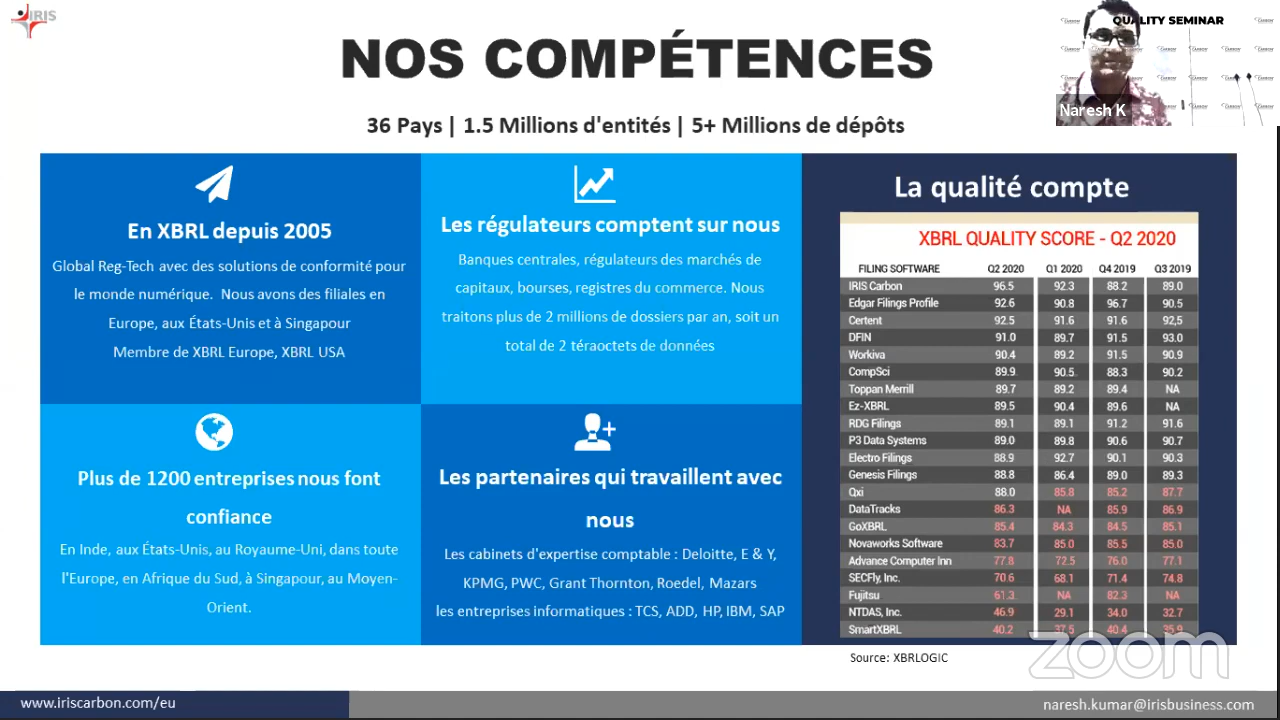 IRIS
QUALITY SEMINAR
Naresh K
NOS COMPÉTENCES
36 Pays | 1.5 Millions d'entités | 5+ Millions de dépôts
En XBRL depuis 2005
Global Reg-Tech avec des solutions de conformité pour
le monde numérique. Nous avons des filiales en
Europe, aux États-Unis et à Singapour
Membre de XBRL Europe, XBRL USA
Les régulateurs comptent sur nous
Banques centrales, régulateurs des marchés de
capitaux, bourses, registres du commerce. Nous
traitons plus de 2 millions de dossiers par an, soit un
total de 2 téraoctets de données
Plus de 1200 entreprises nous font
confiance
En Inde, aux États-Unis, au Royaume-Uni, dans toute
l'Europe, en Afrique du Sud, à Singapour, au Moyen-
Orient.
Les partenaires qui travaillent avec
nous
Les cabinets d'expertise comptable : Deloitte, E & Y,
KPMG, PWC, Grant Thornton, Roedel, Mazars
les entreprises informatiques : TCS, ADD, HP, IBM, SAP
La qualité compte
XBRL QUALITY SCORE - Q2 2020
FILING SOFTWARE Q2 2020 Q1 2020 Q4 2019 Q3 2019
IRIS Carbon 96.5 92.3 88.2 89.0
Edgar Filings Profile 92.6 90.8 96.7 90.5
Certent 92.5 91.6 91.6 92,5
DFIN 91.0 89.7 91.5 93.0
Workiva 90.4 89.2 91.5 90.9
CompSci 89.9 90.5 88.3 90.2
Toppan Merrill 89.7 89.2 89.4 NA
Ez-XBRL 89.5 90.4 89.6 NA
RDG Filings 89.1 89.1 91.2 91.6
P3 Data Systems 89.0 89.8 90.6 90.7
Electro Filings 88.9 92.7 90.1 90.3
Genesis Filings 88.8 86.4 89.0 89.3
Qxi 88.0 85.8 85.2 87.7
DataTracks 86.3 NA 85.9 86.9
GoXBRL 85.4 84.3 84.5 85.1
Novaworks Software 83.7 85.0 85.5 85.0
Advance Computer Inn 77.8 72.5 76.0 77.1
SECFly, Inc. 70.6 68.1 71.4 74.8
Fujitsu 61.3 NA 82.3 NA
NTDAS, Inc. 46.9 29.1 34.0 32.7
SmartXBRL 40.2 37.5 40.4 35.9
Source: XBRLOGIC
zoom
www.iriscarbon.com/eu
naresh.kumar@irisbusiness.com